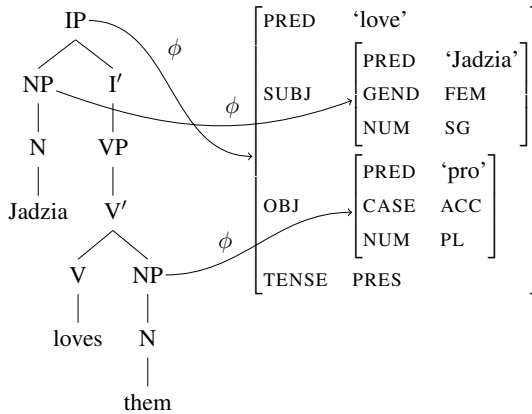 IP
ϕ
PRED ‘love’
NP I′
PRED ‘Jadzia’
SUBJ GEND FEM
ϕ
NUM SG
N VP
Jadzia V′
PRED ‘pro’
OBJ CASE ACC
NUM PL
ϕ
V NP
TENSE PRES
loves N
them